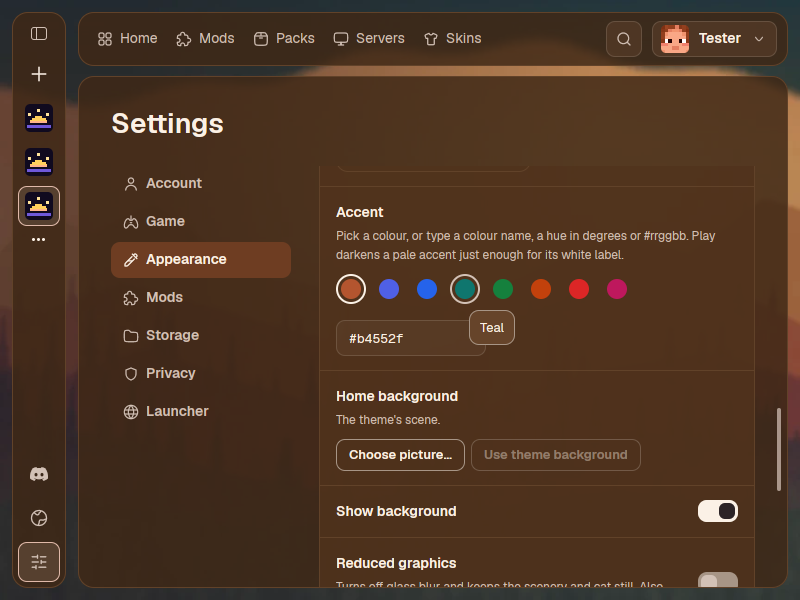 Home
Mods
Packs
Servers
Skins
Tester
Settings
Account
Game
Appearance
Mods
Storage
Privacy
Launcher
Accent
Pick a colour, or type a colour name, a hue in degrees or #rrggbb. Play
darkens a pale accent just enough for its white label.
#b4552f
Teal
Home background
The theme's scene.
Choose picture...
Use theme background
Show background
Reduced graphics
Turns off glass blur and keeps the scenery and cat still. Also